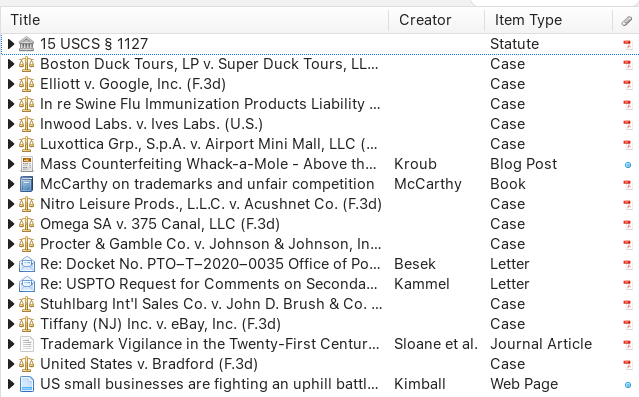 Title Creator Item Type
15 USCS § 1127 Statute
Boston Duck Tours, LP v. Super Duck Tours, LL... Case
Elliott v. Google, Inc. (F.3d) Case
In re Swine Flu Immunization Products Liability ... Case
Inwood Labs. v. Ives Labs. (U.S.) Case
Luxottica Grp., S.p.A. v. Airport Mini Mall, LLC (... Case
Mass Counterfeiting Whack-a-Mole - Above th... Kroub Blog Post
McCarthy on trademarks and unfair competition McCarthy Book
Nitro Leisure Prods., L.L.C. v. Acushnet Co. (F.3d) Case
Omega SA v. 375 Canal, LLC (F.3d) Case
Procter & Gamble Co. v. Johnson & Johnson, In... Case
Re: Docket No. PTO–T–2020–0035 Office of Po... Besek Letter
Re: USPTO Request for Comments on Seconda... Kammel Letter
Stuhlbarg Int'l Sales Co. v. John D. Brush & Co. ... Case
Tiffany (NJ) Inc. v. eBay, Inc. (F.3d) Case
Trademark Vigilance in the Twenty-First Centur... Sloane et al. Journal Article
United States v. Bradford (F.3d) Case
US small businesses are fighting an uphill battl... Kimball Web Page